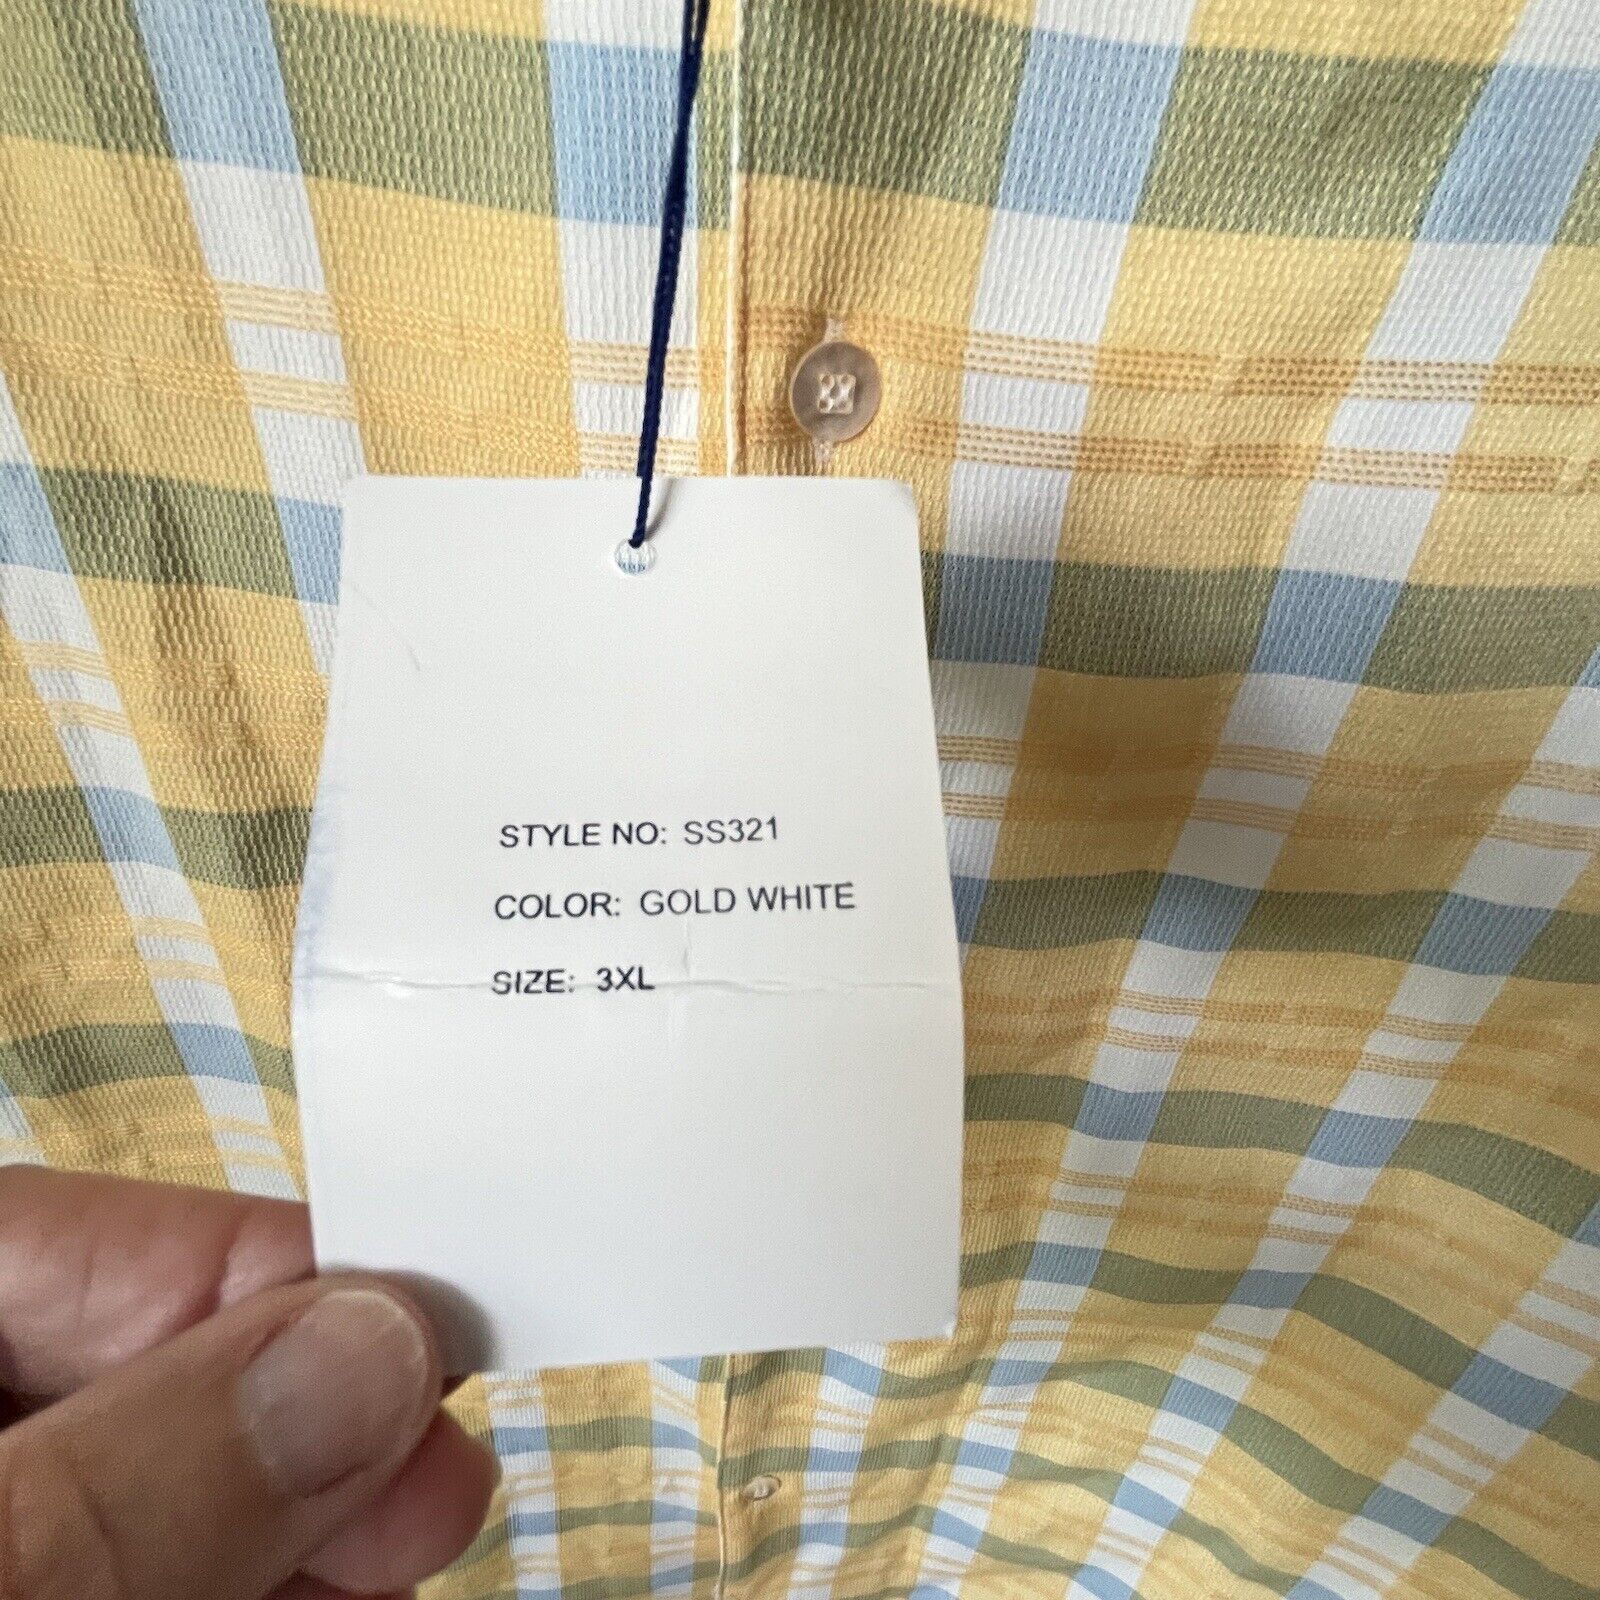 STYLE NO: SS321
COLOR: GOLD WHITE
SIZE: 3XL